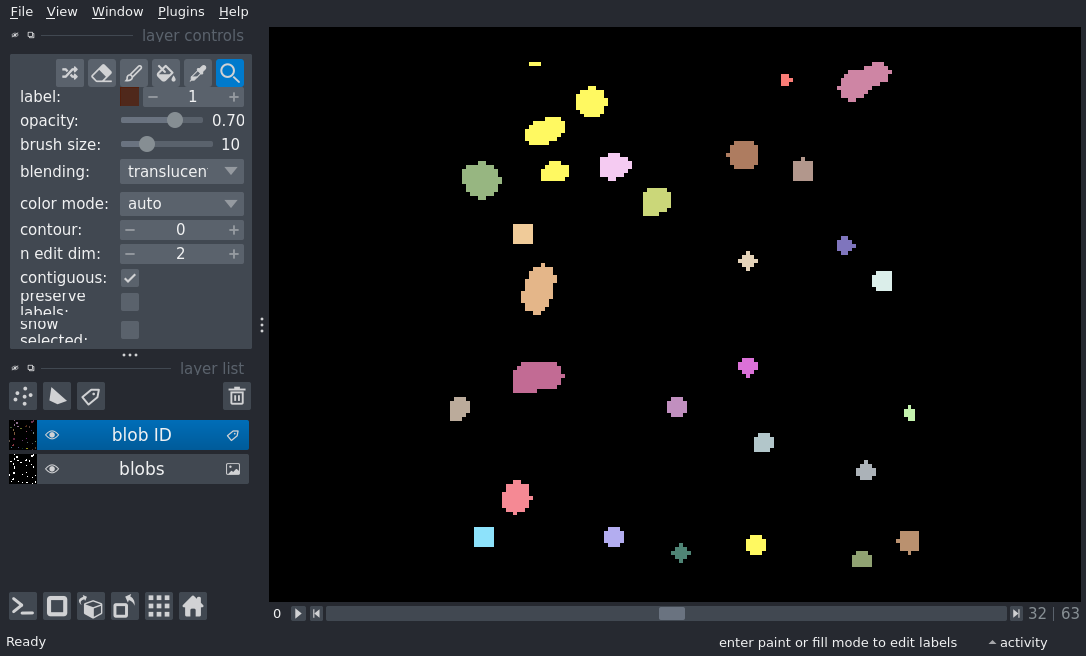 File View Window Plugins Help
layer controls
label: 1
opacity: 0.70
brush size: 10
blending: translucen
color mode: auto
contour: 0
n edit dim: 2
contiguous:
preserve
labels:
show
selected:
layer list
blob ID
blobs
0 32 | 63
Ready enter paint or fill mode to edit labels activity